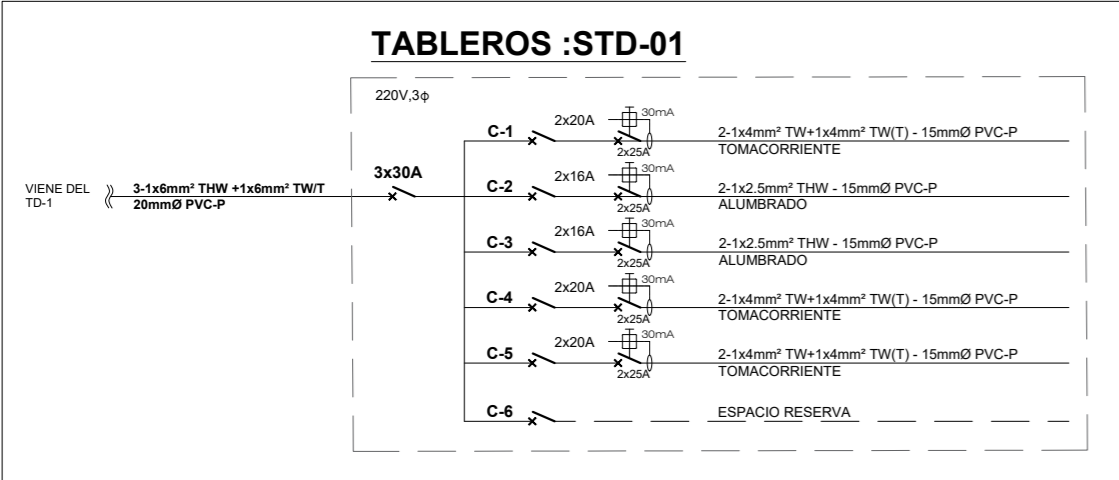 TABLEROS :STD-01
220V,3ϕ
VIENE DEL
TD-1
3-1x6mm² THW +1x6mm² TW/T
20mmØ PVC-P
3x30A
C-1
2x20A
30mA
2x25A
2-1x4mm² TW+1x4mm² TW(T) - 15mmØ PVC-P
TOMACORRIENTE
C-2
2x16A
30mA
2x25A
2-1x2.5mm² THW - 15mmØ PVC-P
ALUMBRADO
C-3
2x16A
30mA
2x25A
2-1x2.5mm² THW - 15mmØ PVC-P
ALUMBRADO
C-4
2x20A
30mA
2x25A
2-1x4mm² TW+1x4mm² TW(T) - 15mmØ PVC-P
TOMACORRIENTE
C-5
2x20A
30mA
2x25A
2-1x4mm² TW+1x4mm² TW(T) - 15mmØ PVC-P
TOMACORRIENTE
C-6
ESPACIO RESERVA